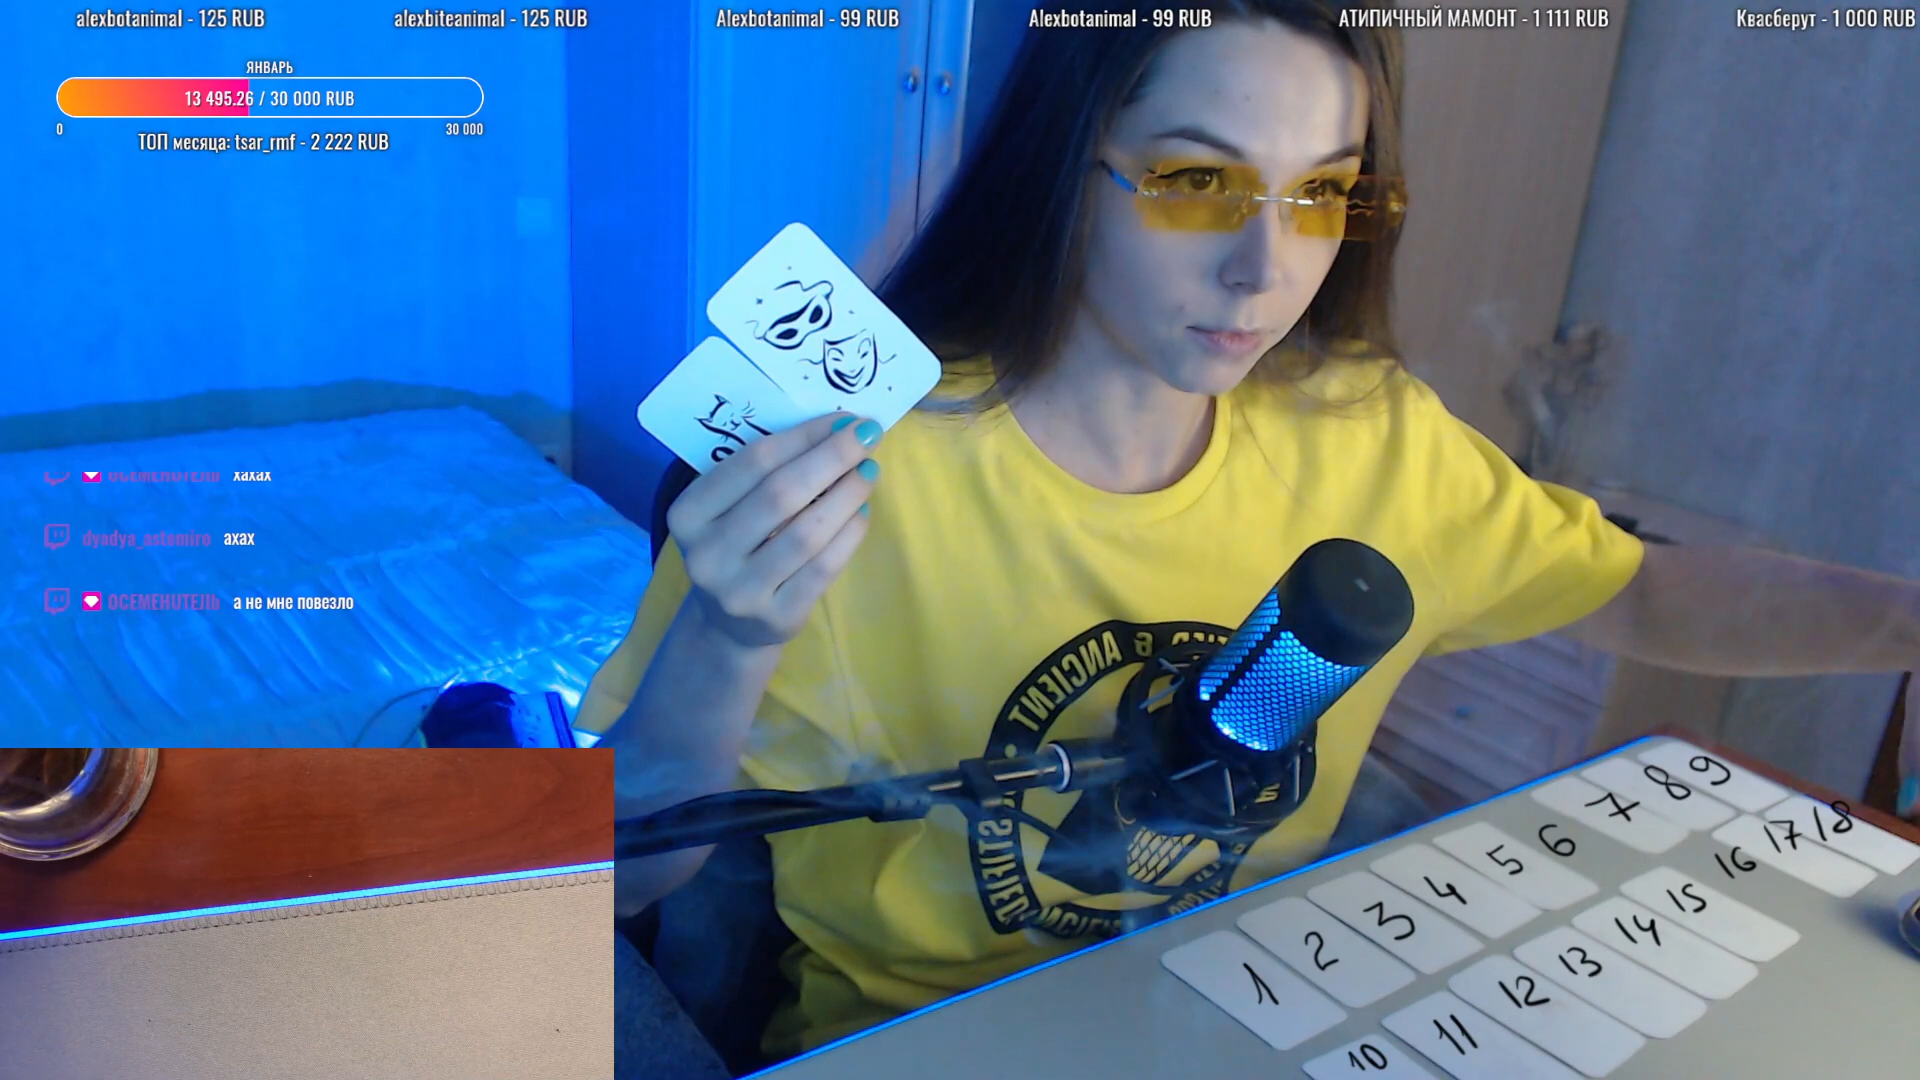 alexbotanimal - 125 RUB
alexbiteanimal - 125 RUB
Alexbotanimal - 99 RUB
Alexbotanimal - 99 RUB
АТИПИЧНЫЙ МАМОНТ - 1 111 RUB
Квасберут - 1 000 RUB
ЯНВАРЬ
13 495.26 / 30 000 RUB
0
30 000
ТОП месяца: tsar_rmf - 2 222 RUB
ОСЕМЕНUТЕJIЬ хахах
dyadya_astemiro ахах
ОСЕМЕНUТЕJIЬ а не мне повезло
ANCIENT &
1
2
3
4
5
6
7
8
9
10
11
12
13
14
15
16
17
18